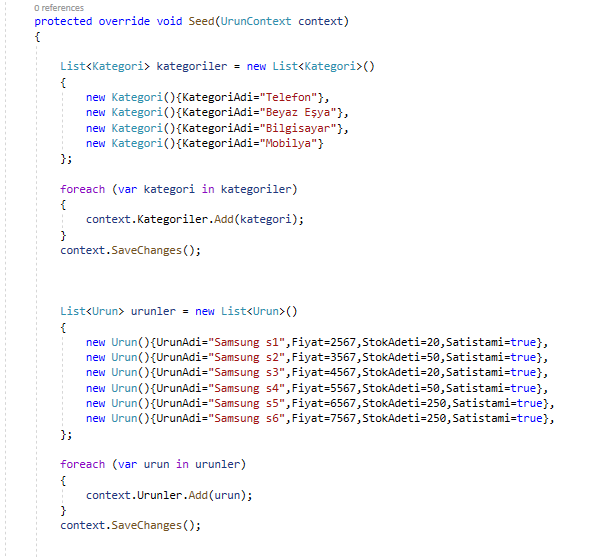 0 references
protected override void Seed(UrunContext context)
{
List<Kategori> kategoriler = new List<Kategori>()
{
new Kategori(){KategoriAdi="Telefon"},
new Kategori(){KategoriAdi="Beyaz Eşya"},
new Kategori(){KategoriAdi="Bilgisayar"},
new Kategori(){KategoriAdi="Mobilya"}
};
foreach (var kategori in kategoriler)
{
context.Kategoriler.Add(kategori);
}
context.SaveChanges();
List<Urun> urunler = new List<Urun>()
{
new Urun(){UrunAdi="Samsung s1",Fiyat=2567,StokAdeti=20,Satistami=true},
new Urun(){UrunAdi="Samsung s2",Fiyat=3567,StokAdeti=50,Satistami=true},
new Urun(){UrunAdi="Samsung s3",Fiyat=4567,StokAdeti=20,Satistami=true},
new Urun(){UrunAdi="Samsung s4",Fiyat=5567,StokAdeti=50,Satistami=true},
new Urun(){UrunAdi="Samsung s5",Fiyat=6567,StokAdeti=250,Satistami=true},
new Urun(){UrunAdi="Samsung s6",Fiyat=7567,StokAdeti=250,Satistami=true},
};
foreach (var urun in urunler)
{
context.Urunler.Add(urun);
}
context.SaveChanges();